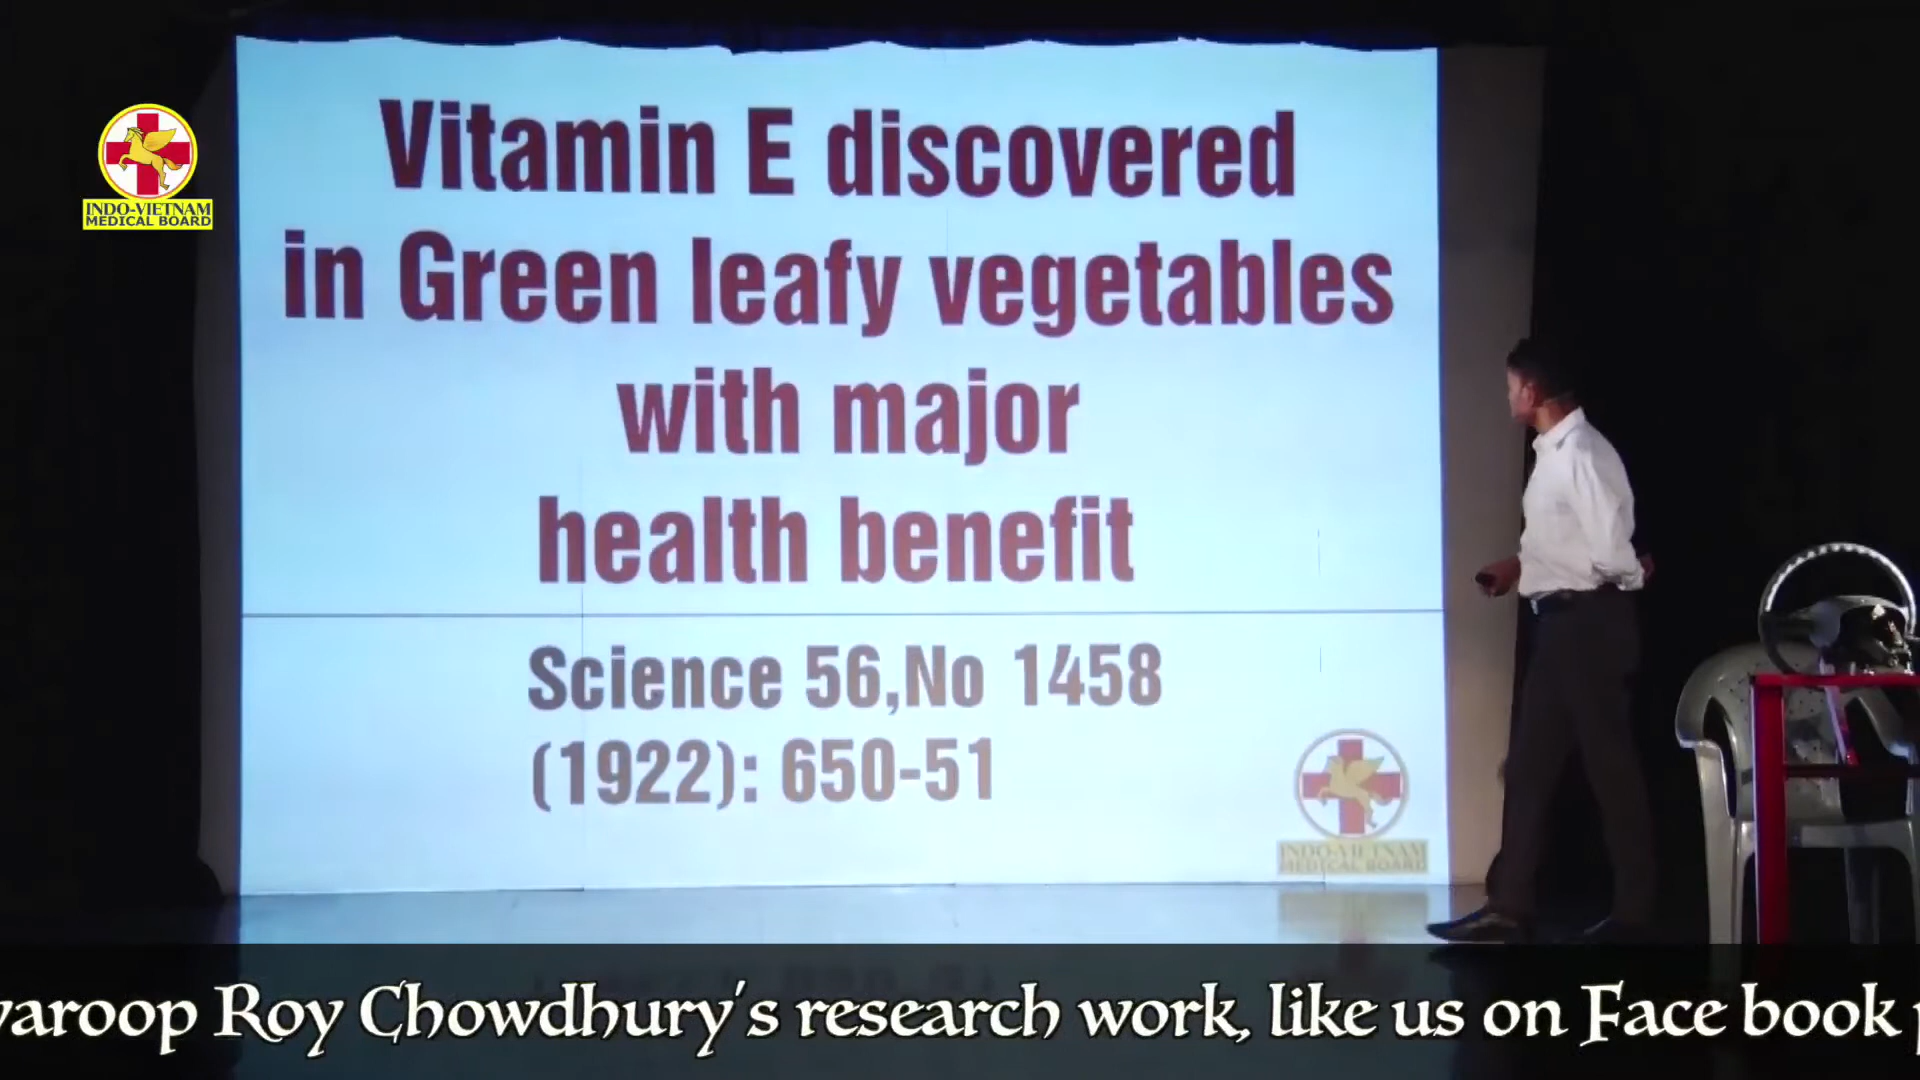 INDO-VIETNAM
MEDICAL BOARD
Vitamin E discovered
in Green leafy vegetables
with major
health benefit
Science 56,No 1458
(1922): 650-51
INDO-VIETNAM
MEDICAL BOARD
varoop Roy Chowdhury's research work, like us on Face book